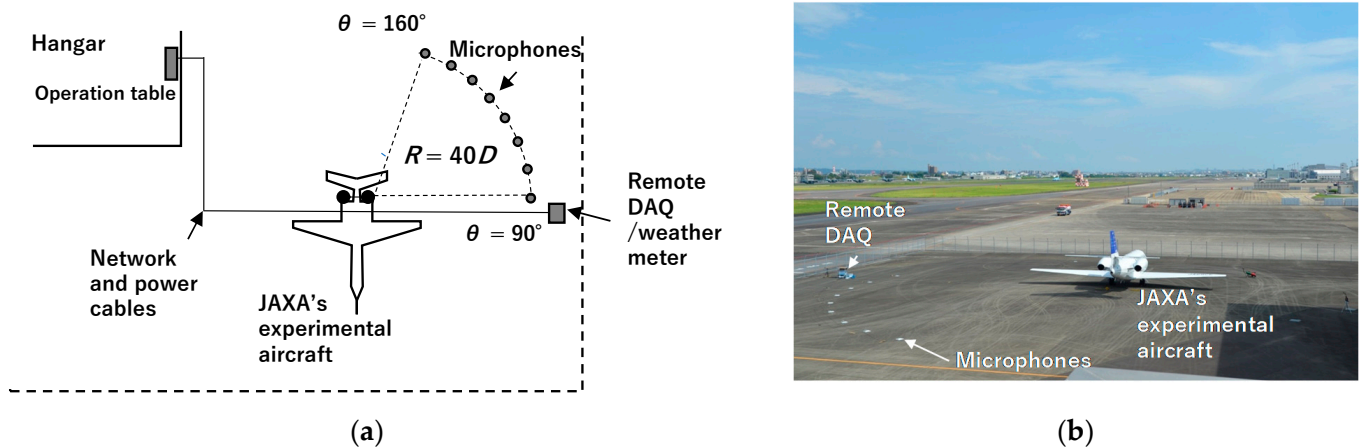 θ = 160°
Hangar
Microphones
Operation table
R = 40D
Remote
DAQ
/weather
meter
θ = 90°
Network
and power
cables
JAXA's
experimental
aircraft
(a)
Remote
DAQ
JAXA's
experimental
aircraft
Microphones
(b)